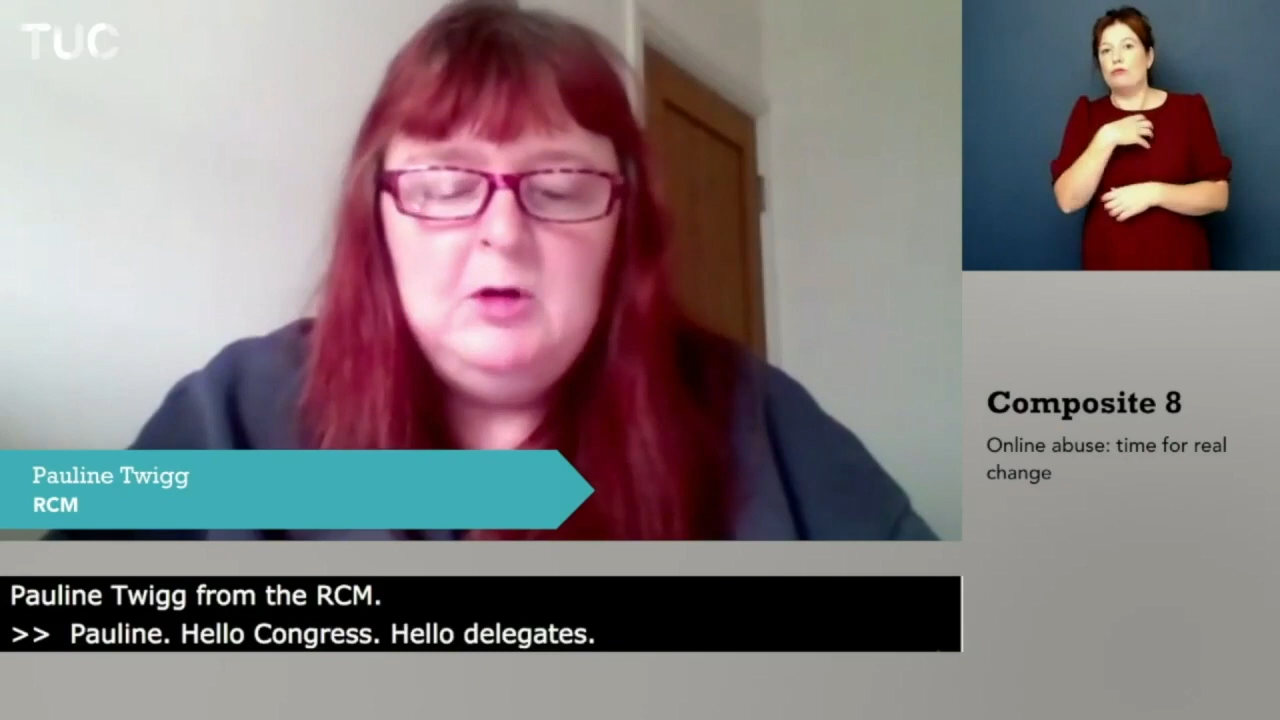 TUC
Pauline Twigg
RCM
Composite 8
Online abuse: time for real
change
Pauline Twigg from the RCM.
>> Pauline. Hello Congress. Hello delegates.